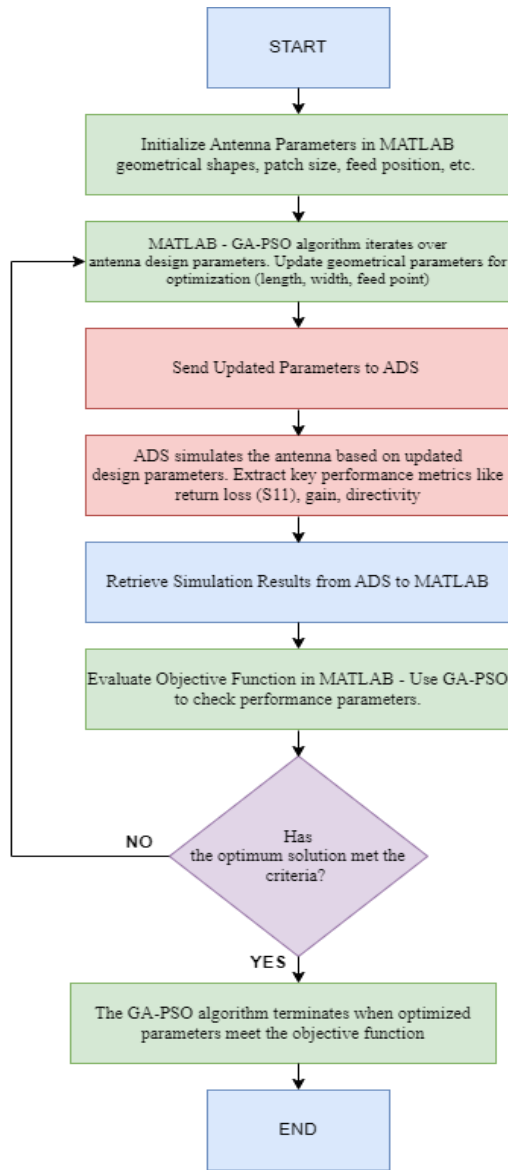 START
Initialize Antenna Parameters in MATLAB
geometrical shapes, patch size, feed position, etc.
MATLAB - GA-PSO algorithm iterates over
antenna design parameters. Update geometrical parameters for
optimization (length, width, feed point)
Send Updated Parameters to ADS
ADS simulates the antenna based on updated
design parameters. Extract key performance metrics like
return loss (S11), gain, directivity
Retrieve Simulation Results from ADS to MATLAB
Evaluate Objective Function in MATLAB - Use GA-PSO
to check performance parameters.
Has
the optimum solution met the
criteria?
NO
YES
The GA-PSO algorithm terminates when optimized
parameters meet the objective function
END